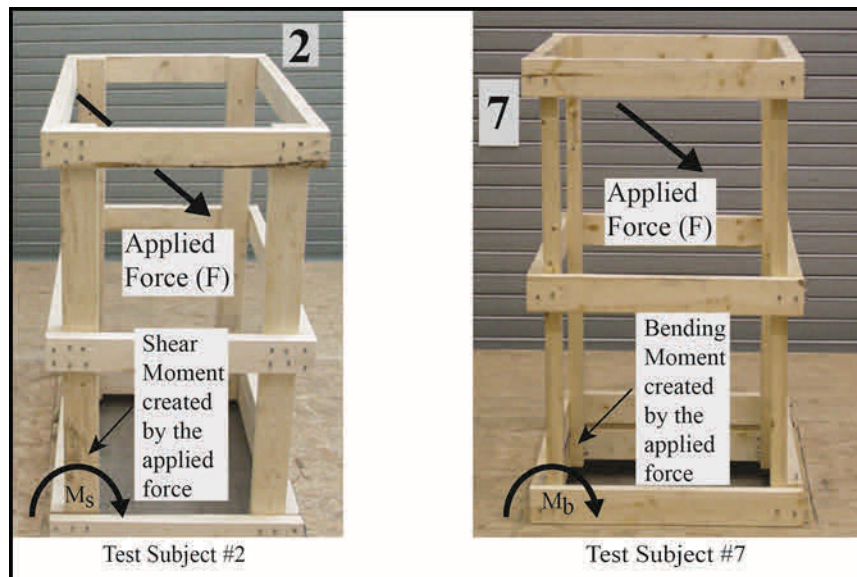 2
Applied
Force (F)
Shear
Moment
created
by the
applied
force
Ms
Test Subject #2
7
Applied
Force (F)
Bending
Moment
created
by the
applied
force
Mb
Test Subject #7